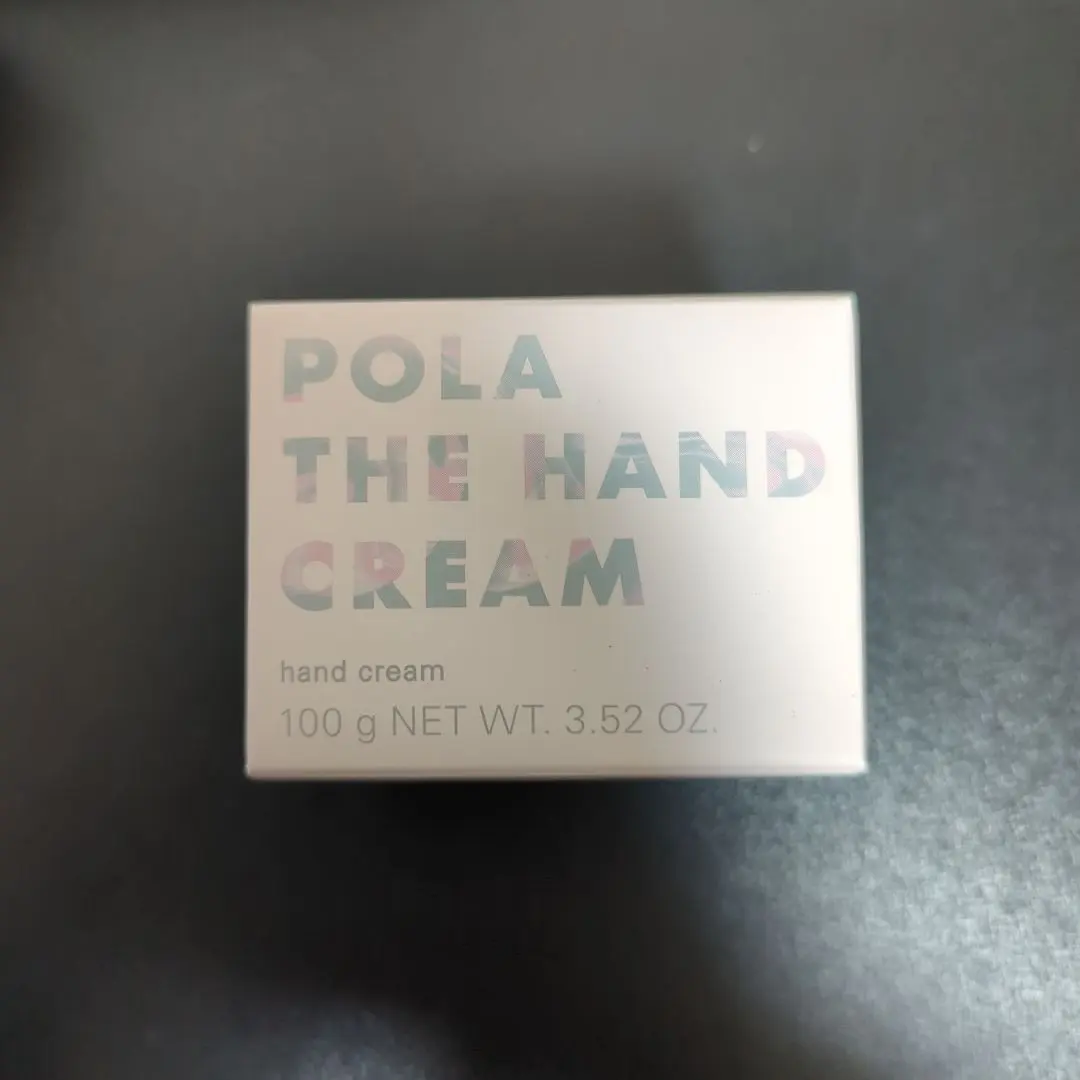 POLA
THE HAND
CREAM
hand cream
100 g NET WT. 3.52 OZ.